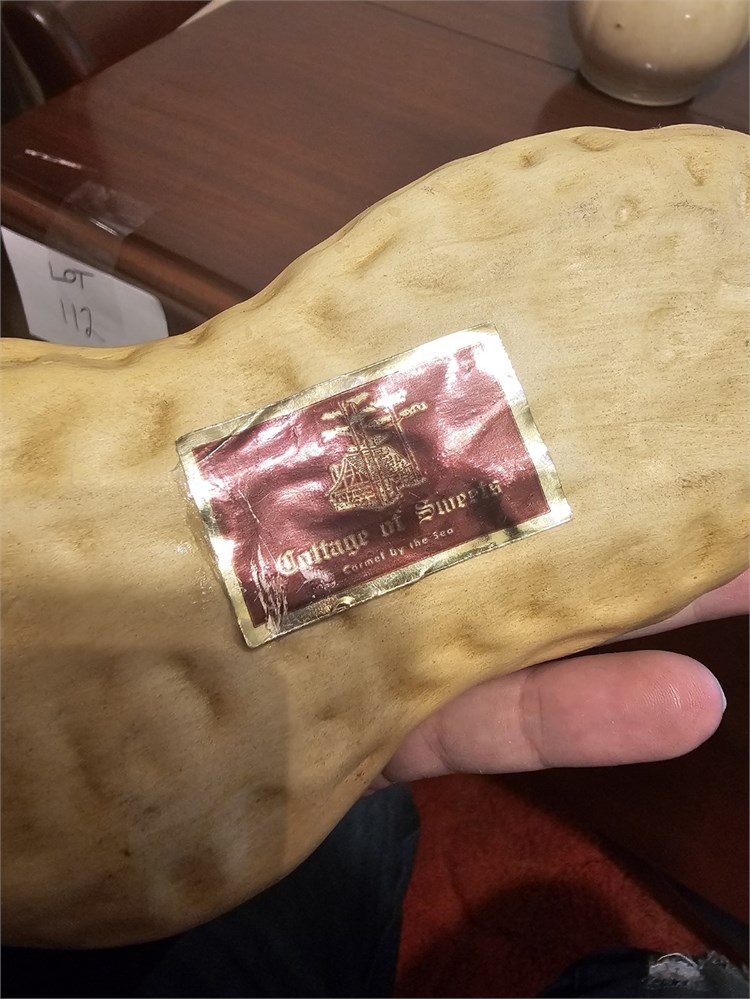 LOT
112
Cottage of Sweets
Carmel by the Sea